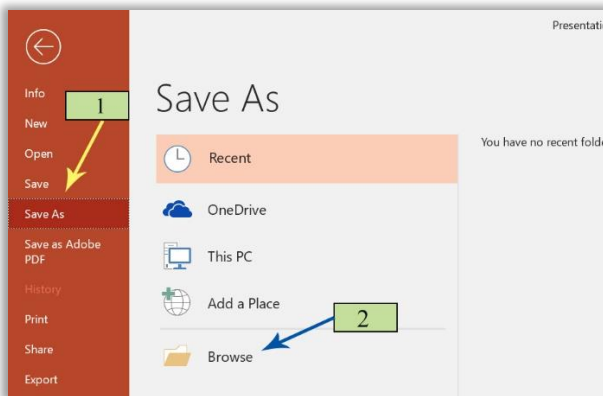 Presentati
Info
New
Open
Save
Save As
Save as Adobe
PDF
History
Print
Share
Export
1
Save As
Recent
OneDrive
This PC
Add a Place
2
Browse
You have no recent folde